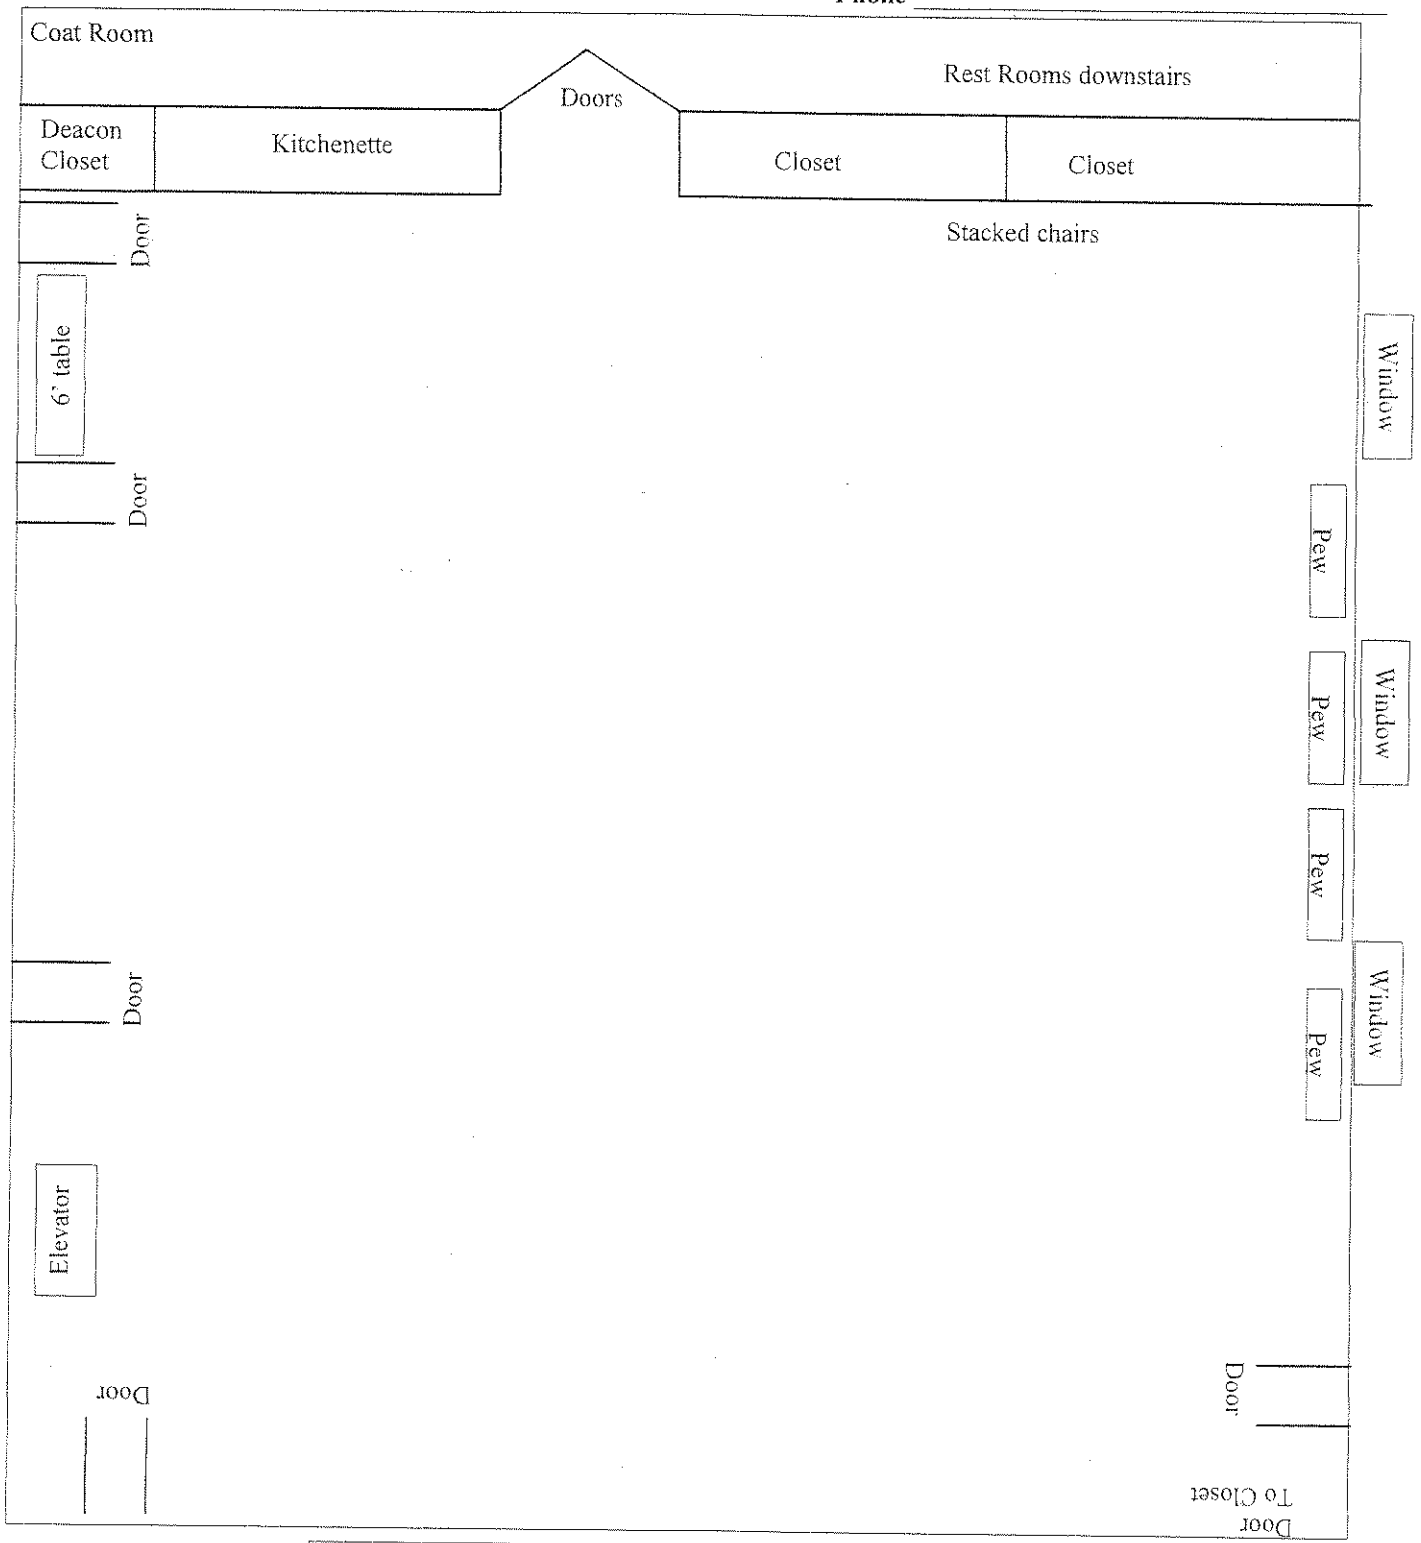 Phone
Coat Room
Rest Rooms downstairs
Doors
Deacon
Closet
Kitchenette
Closet
Closet
Door
Stacked chairs
6' table
Window
Door
Pew
Pew
Window
Pew
Door
Window
Pew
Elevator
Door
Door
Door
To Closet